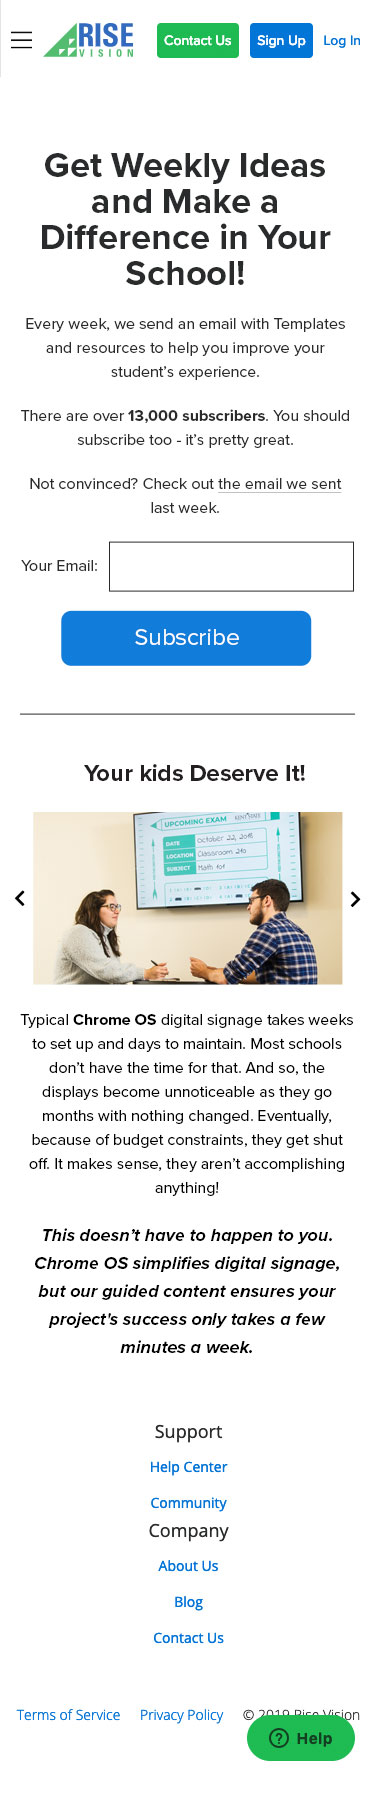 RISE
VISION
Contact Us
Sign Up
Log In
Get Weekly Ideas
and Make a
Difference in Your
School!
Every week, we send an email with Templates
and resources to help you improve your
student’s experience.
There are over 13,000 subscribers. You should
subscribe too - it’s pretty great.
Not convinced? Check out the email we sent
last week.
Your Email:
Subscribe
Your kids Deserve It!
UPCOMING EXAM
KENT STATE
DATE
October 22, 2018
LOCATION
Classroom 210
SUBJECT
Math 101
Typical Chrome OS digital signage takes weeks
to set up and days to maintain. Most schools
don’t have the time for that. And so, the
displays become unnoticeable as they go
months with nothing changed. Eventually,
because of budget constraints, they get shut
off. It makes sense, they aren’t accomplishing
anything!
This doesn’t have to happen to you.
Chrome OS simplifies digital signage,
but our guided content ensures your
project's success only takes a few
minutes a week.
Support
Help Center
Community
Company
About Us
Blog
Contact Us
Terms of Service
Privacy Policy
© 2019 Rise Vision
Help